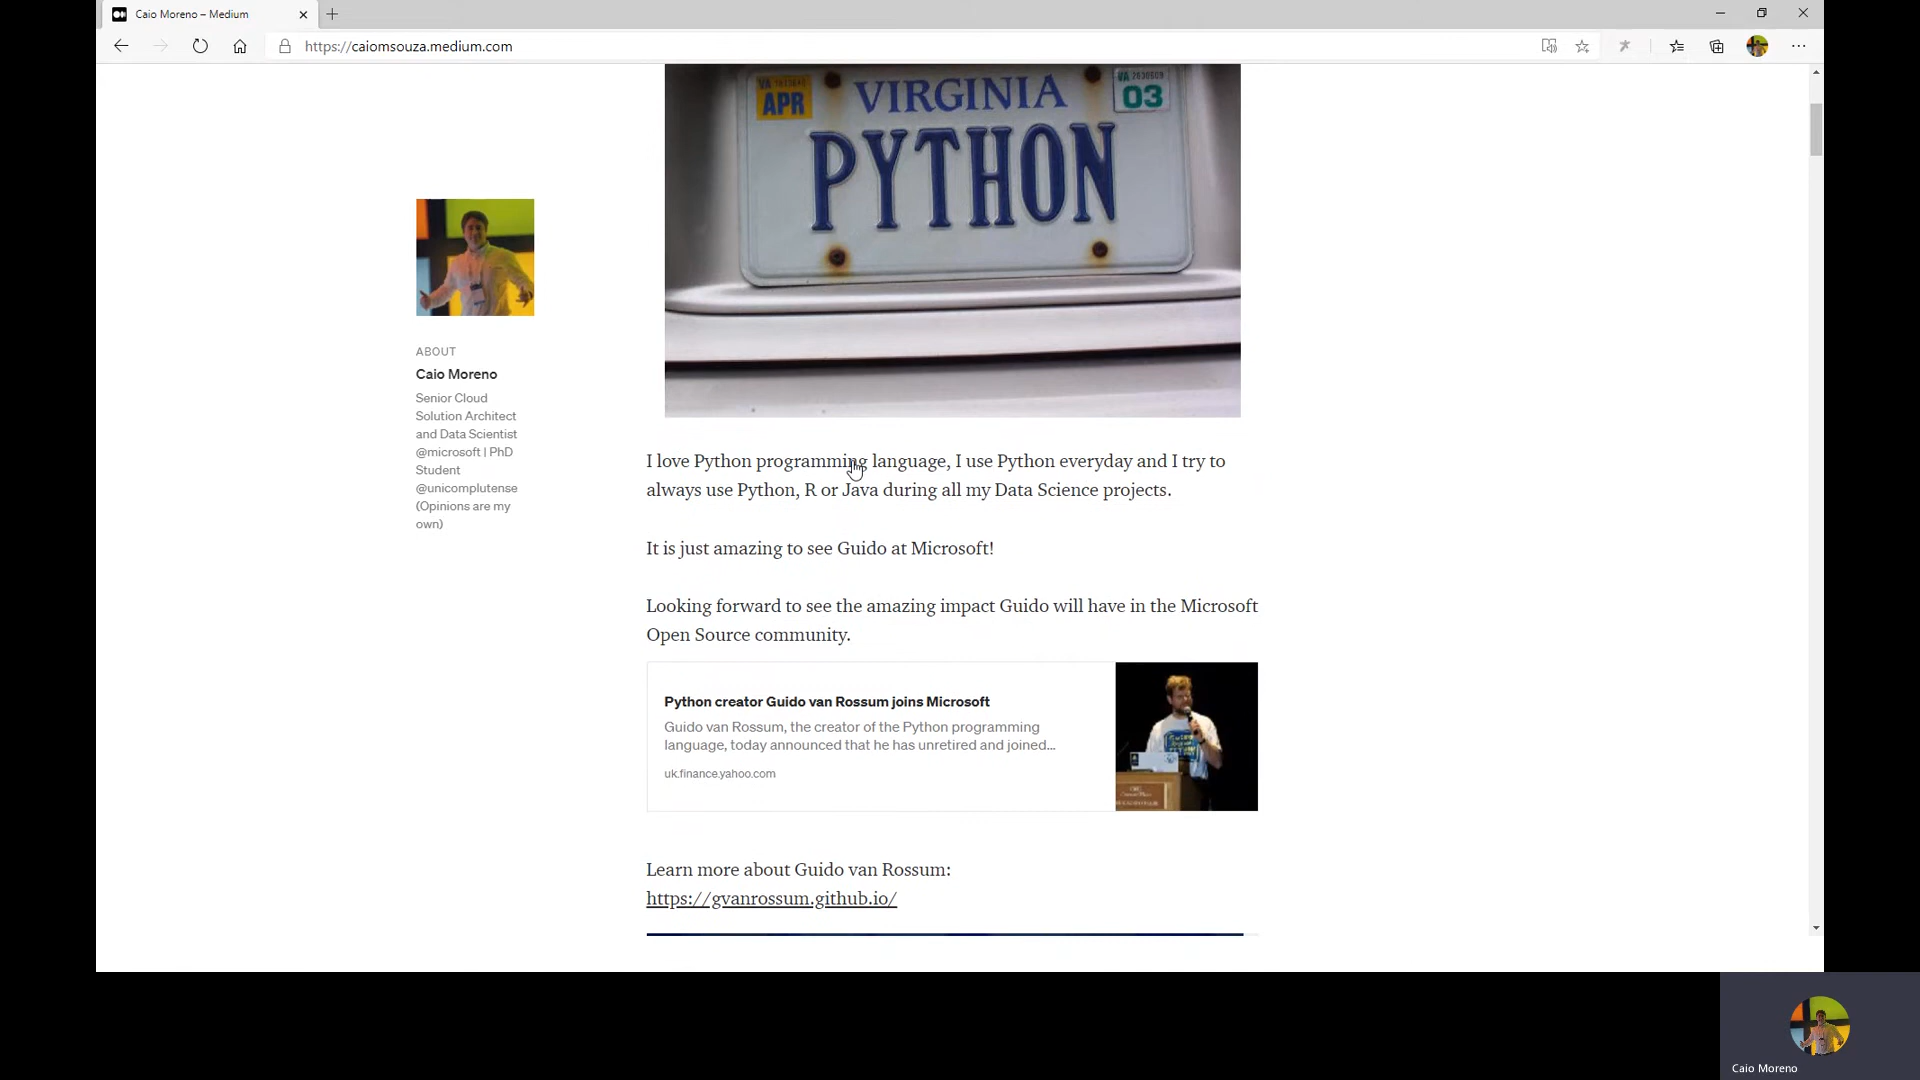 Caio Moreno – Medium
https://caiomsouza.medium.com
VA
APR
VIRGINIA
VA
03
PYTHON
ABOUT
Caio Moreno
Senior Cloud
Solution Architect
and Data Scientist
@microsoft | PhD
Student
@unicomplutense
(Opinions are my
own)
I love Python programming language, I use Python everyday and I try to
always use Python, R or Java during all my Data Science projects.
It is just amazing to see Guido at Microsoft!
Looking forward to see the amazing impact Guido will have in the Microsoft
Open Source community.
Python creator Guido van Rossum joins Microsoft
Guido van Rossum, the creator of the Python programming
language, today announced that he has unretired and joined...
uk.finance.yahoo.com
Learn more about Guido van Rossum:
https://gvanrossum.github.io/
Caio Moreno